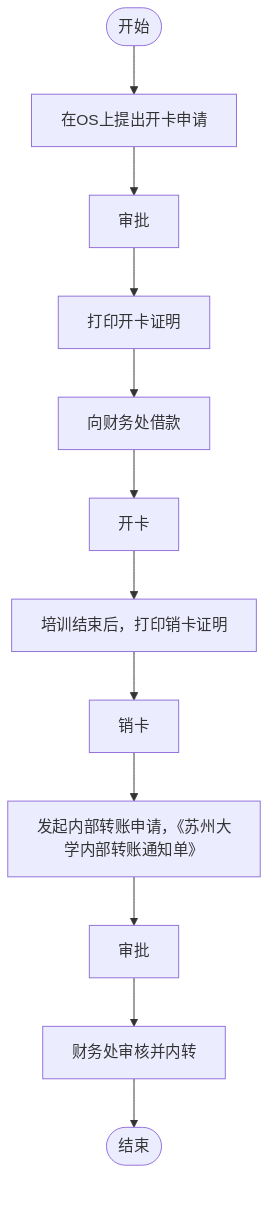 开始
在OS上提出开卡申请
审批
打印开卡证明
向财务处借款
开卡
培训结束后，打印销卡证明
销卡
发起内部转账申请，《苏州大
学内部转账通知单》
审批
财务处审核并内转
结束